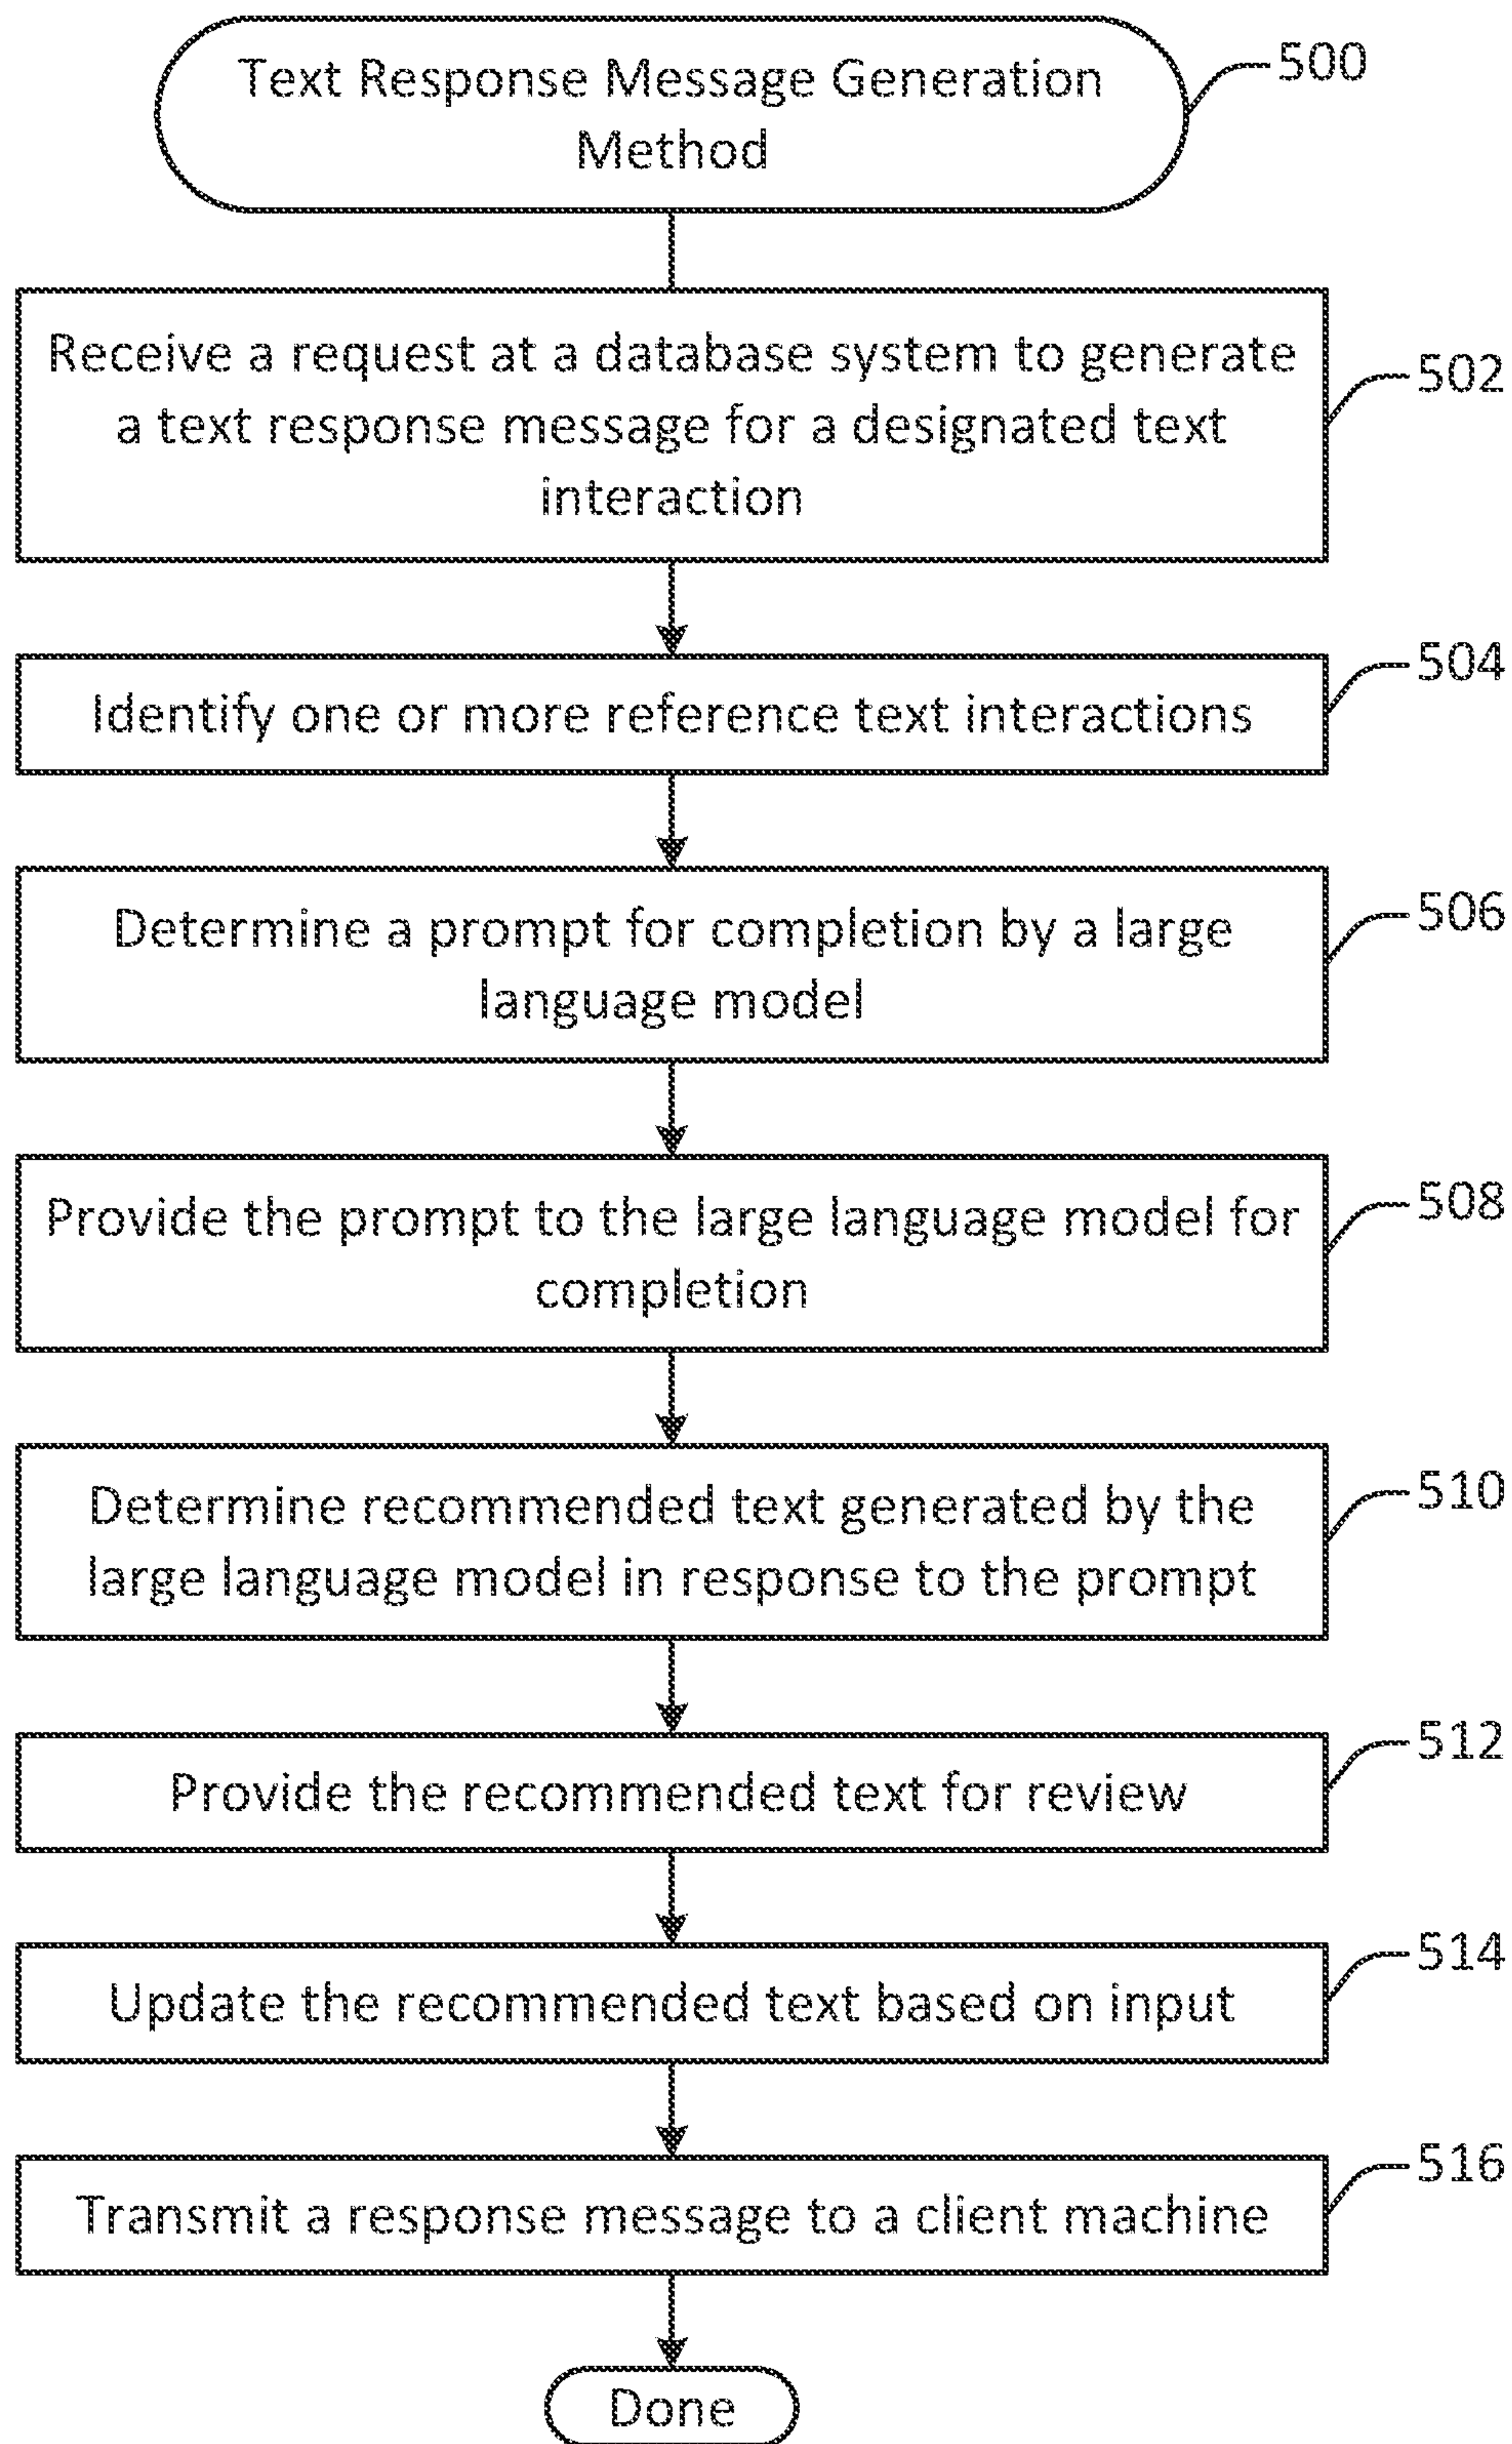 Text Response Message Generation
Method
500
Receive a request at a database system to generate
a text response message for a designated text
interaction
502
Identify one or more reference text interactions
504
Determine a prompt for completion by a large
language model
506
Provide the prompt to the large language model for
completion
508
Determine recommended text generated by the
large language model in response to the prompt
510
Provide the recommended text for review
512
Update the recommended text based on input
514
Transmit a response message to a client machine
516
Done